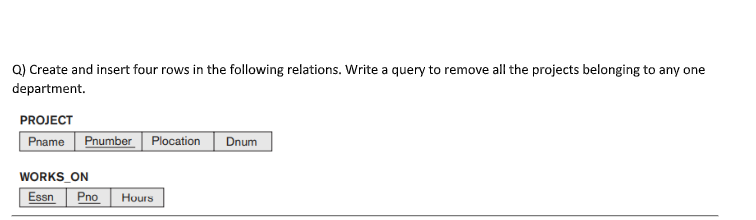 Q) Create and insert four rows in the following relations. Write a query to remove all the projects belonging to any one
department.
PROJECT
Pname Pnumber Plocation Dnum
WORKS_ON
Essn Pno Hours